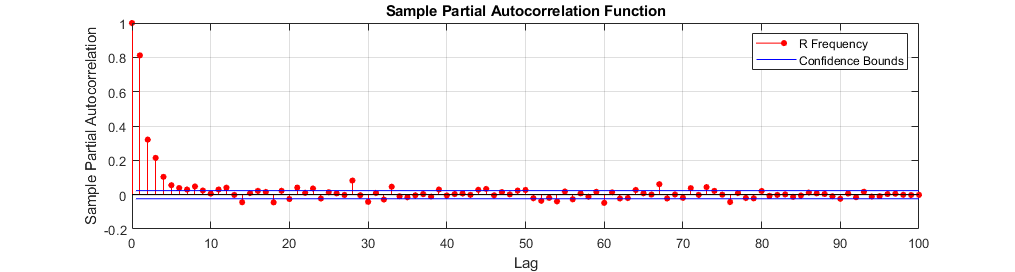 Sample Partial Autocorrelation Function
Sample Partial Autocorrelation
1
0.8
0.6
0.4
0.2
0
-0.2
R Frequency
Confidence Bounds
0 10 20 30 40 50 60 70 80 90 100
Lag